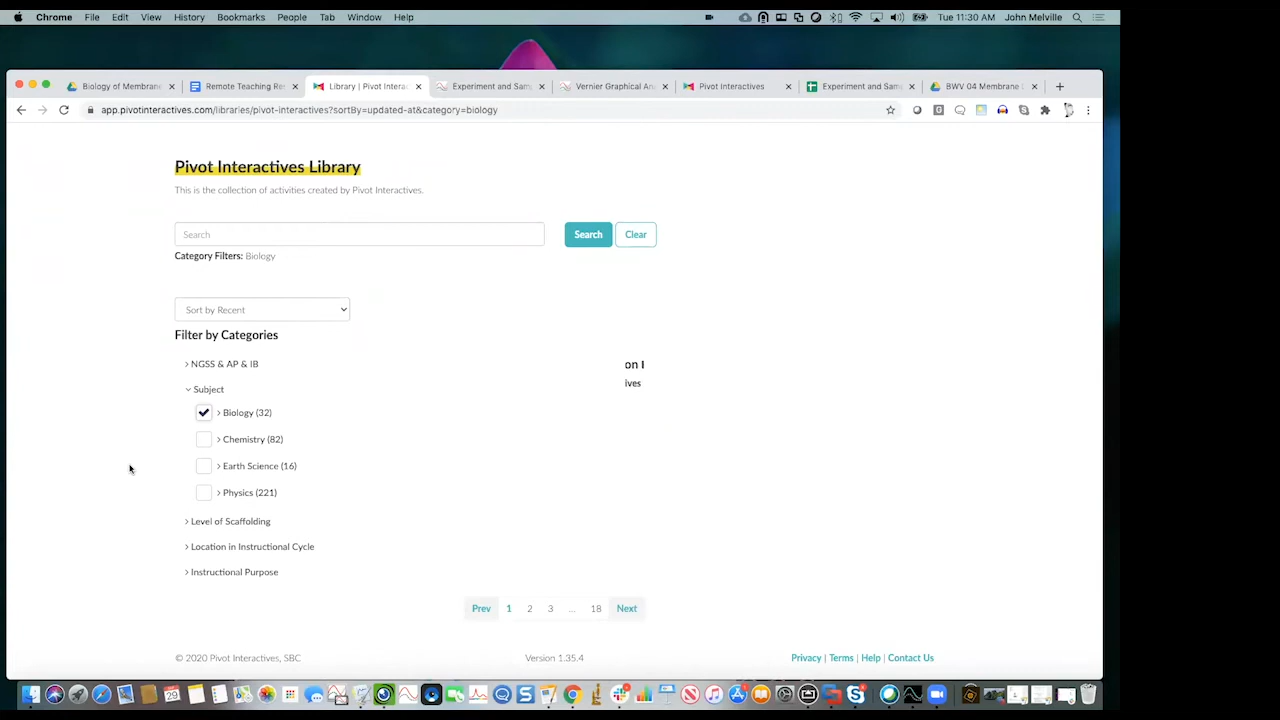 Chrome File Edit View History Bookmarks People Tab Window Help Tue 11:30 AM John Melville
Biology of Membrane Remote Teaching Res Library | Pivot Interac Experiment and Sam Vernier Graphical An Pivot Interactives Experiment and Sam BWV 04 Membrane
app.pivotinteractives.com/libraries/pivot-interactives?sortBy=updated-at&category=biology
Pivot Interactives Library
This is the collection of activities created by Pivot Interactives.
Search Search Clear
Category Filters: Biology
Sort by Recent
Filter by Categories
NGSS & AP & IB
on I
ives
Subject
Biology (32)
Chemistry (82)
Earth Science (16)
Physics (221)
Level of Scaffolding
Location in Instructional Cycle
Instructional Purpose
Prev 1 2 3 ... 18 Next
© 2020 Pivot Interactives, SBC Version 1.35.4 Privacy | Terms | Help | Contact Us